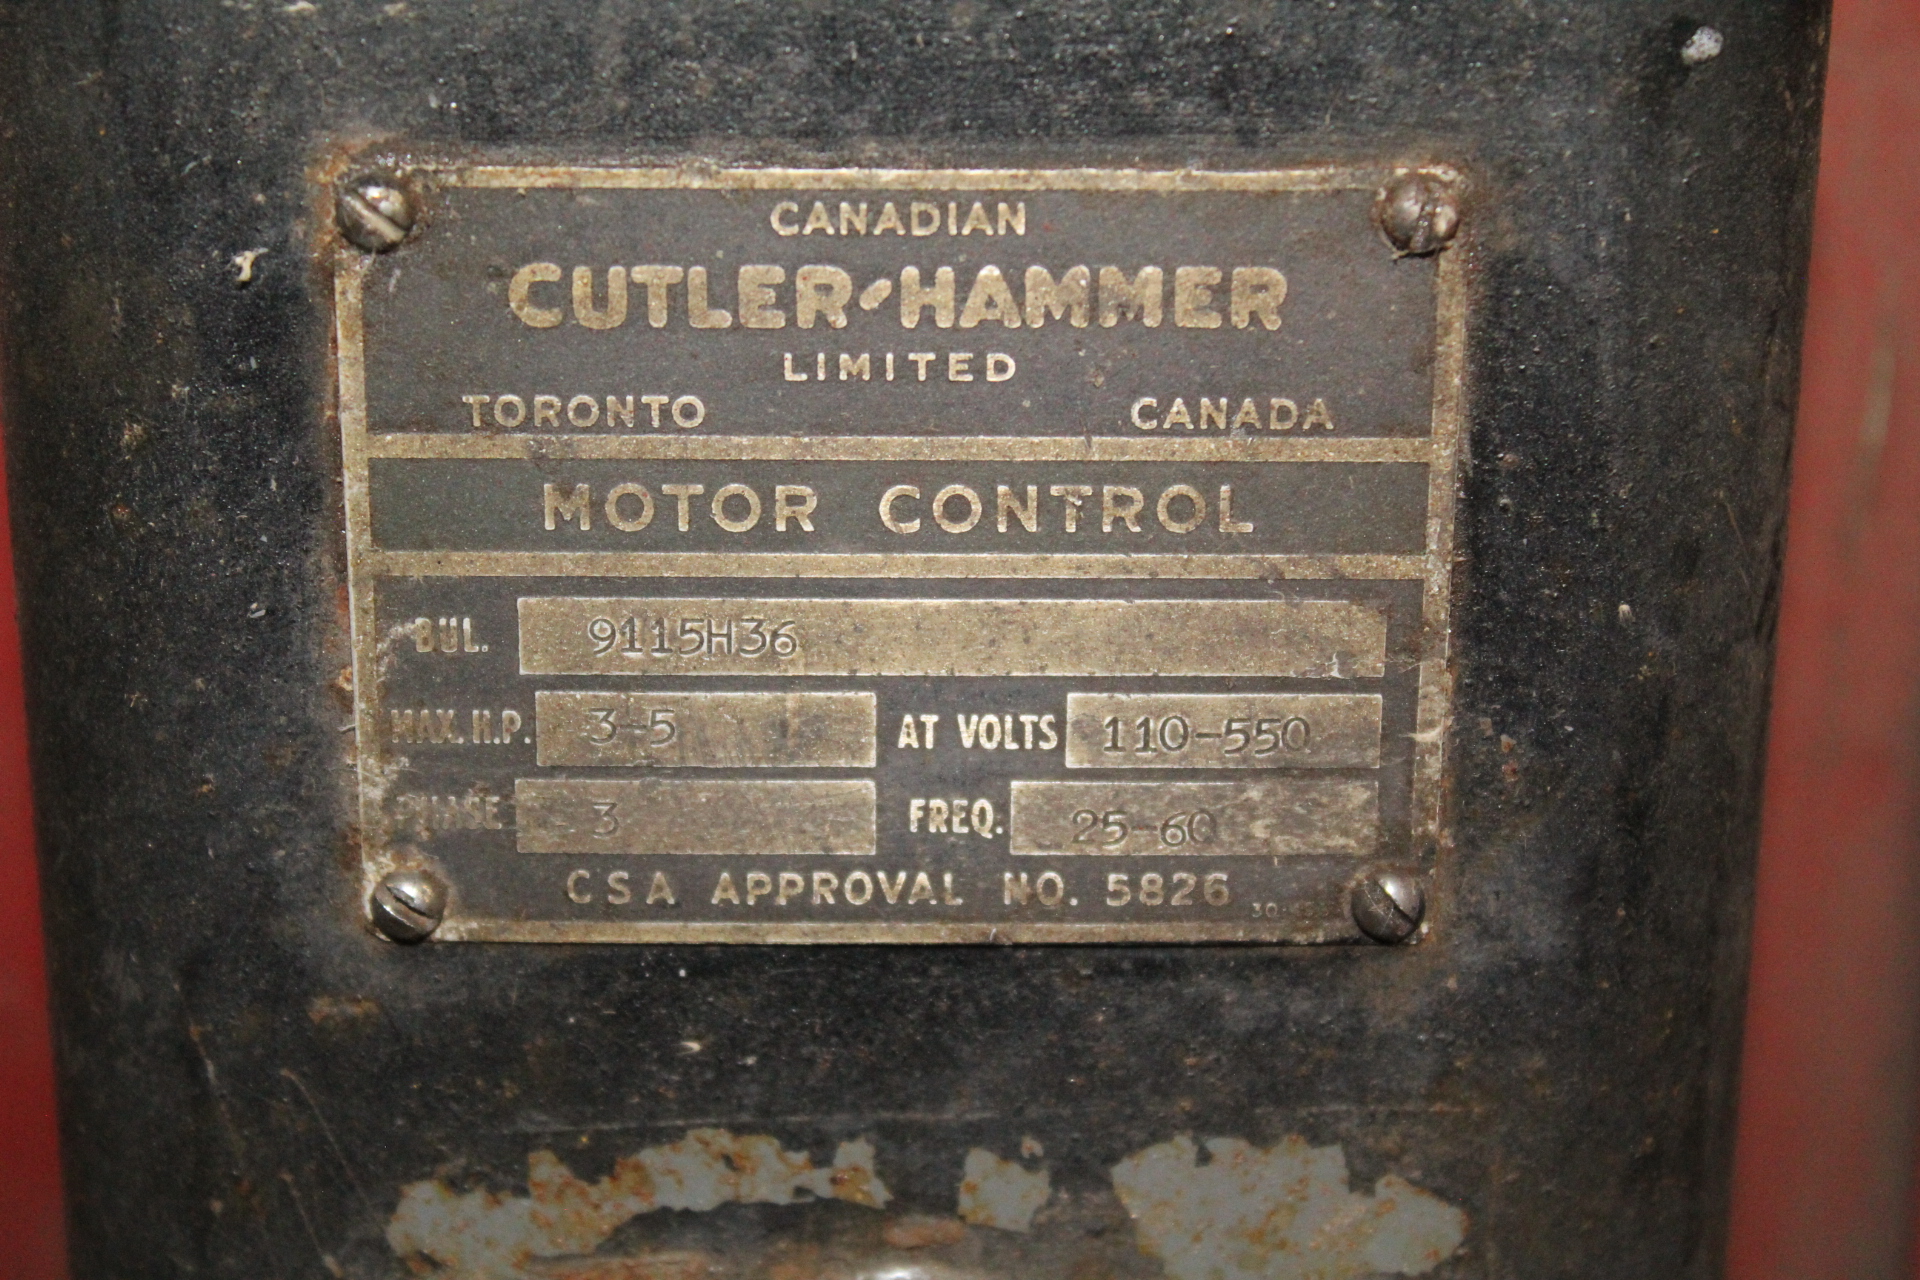 CANADIAN
CUTLER-HAMMER
LIMITED
TORONTO CANADA
MOTOR CONTROL
BUL. 9115H36
MAX. H.P. 3-5 AT VOLTS 110-550
PHASE 3 FREQ. 25-60
CSA APPROVAL NO. 5826